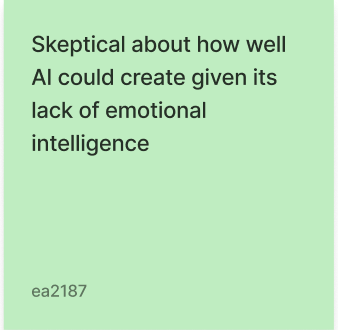 Skeptical about how well
AI could create given its
lack of emotional
intelligence
ea2187